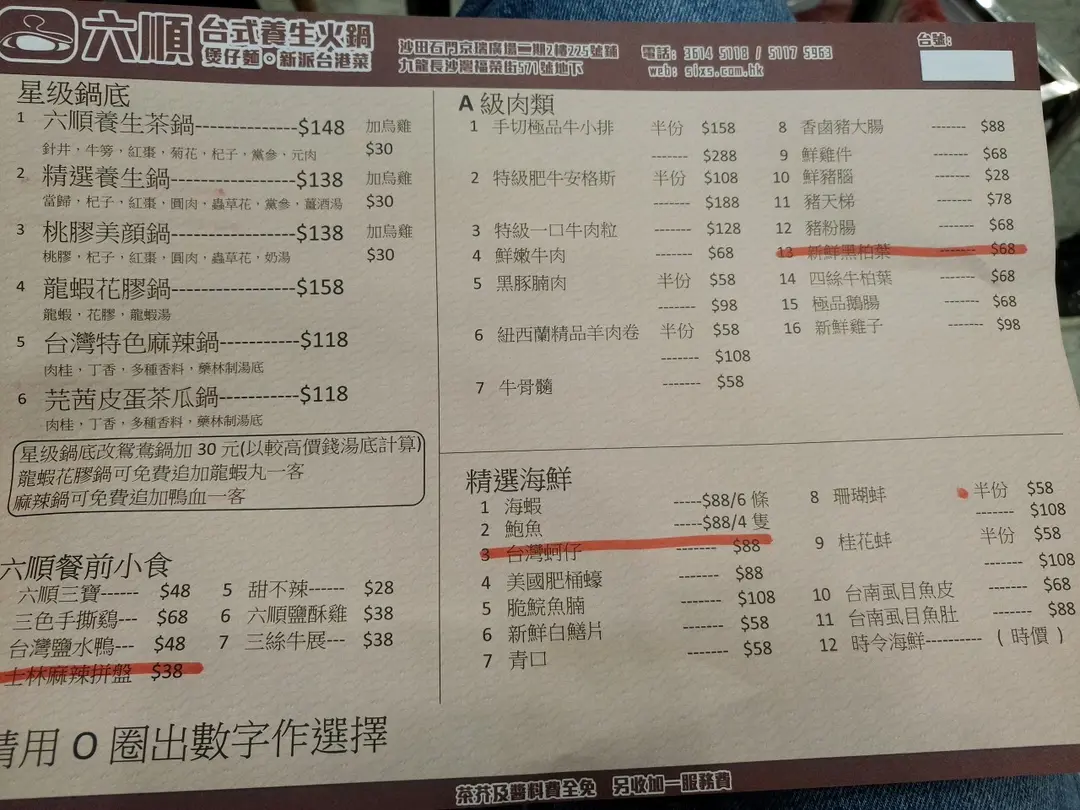 六順 台式養生火鍋
煲仔麵。新派台港菜
沙田石門京瑞廣場二期2樓225號舖
九龍長沙灣福榮街571號地下
電話: 3614 5118 / 5117 5963
web: sixs.com.hk
台號:
星级鍋底
1 六順養生茶鍋--------------$148 加烏雞 $30
針井，牛蒡，紅棗，菊花，杞子，黨參、元肉
2 精選養生鍋-----------------$138 加烏雞 $30
當歸，杞子，紅棗，圓肉，蟲草花，黨參，薑酒湯
3 桃膠美顔鍋-----------------$138 加烏雞 $30
桃膠，杞子，紅棗，圓肉，蟲草花，奶湯
4 龍蝦花膠鍋-----------------$158
龍蝦，花膠，龍蝦湯
5 台灣特色麻辣鍋-----------$118
肉桂，丁香，多種香料，藥林制湯底
6 芫茜皮蛋茶瓜鍋-----------$118
肉桂，丁香，多種香料，藥林制湯底
星级鍋底改鴛鴦鍋加 30 元(以較高價錢湯底計算)
龍蝦花膠鍋可免費追加龍蝦丸一客
麻辣鍋可免費追加鴨血一客
六順餐前小食
六順三寶------ $48
三色手撕鷄--- $68
台灣鹽水鴨--- $48
士林麻辣拼盤 $38
5 甜不辣------ $28
6 六順鹽酥雞 $38
7 三絲牛展--- $38
請用 O 圈出數字作選擇
A 級肉類
1 手切極品牛小排 半份 $158
------- $288
2 特級肥牛安格斯 半份 $108
------- $188
3 特級一口牛肉粒 ------- $128
4 鮮嫩牛肉 ------- $68
5 黑豚腩肉 半份 $58
------- $98
6 紐西蘭精品羊肉卷 半份 $58
------- $108
7 牛骨髓 ------- $58
8 香鹵豬大腸 ------- $88
9 鮮雞件 ------- $68
10 鮮豬腦 ------- $28
11 豬天梯 ------- $78
12 豬粉腸 ------- $68
13 新鮮黑柏葉 ------- $68
14 四絲牛柏葉 ------- $68
15 極品鵝腸 ------- $68
16 新鮮雞子 ------- $98
精選海鮮
1 海蝦 -----$88/6 條
2 鮑魚 -----$88/4 隻
3 台灣蚵仔 ------- $88
4 美國肥桶蠔 ------- $88
5 脆鯇魚腩 ------- $108
6 新鮮白鱔片 ------- $58
7 青口 ------- $58
8 珊瑚蚌 半份 $58
------- $108
9 桂花蚌 半份 $58
------- $108
10 台南虱目魚皮 ------- $68
11 台南虱目魚肚 ------- $88
12 時令海鮮---------- ( 時價 )
茶芥及醬料費全免 另收加一服務費